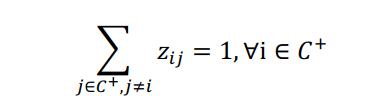 ∑_{j∈C⁺,j≠i} z_{ij} = 1, ∀i ∈ C⁺